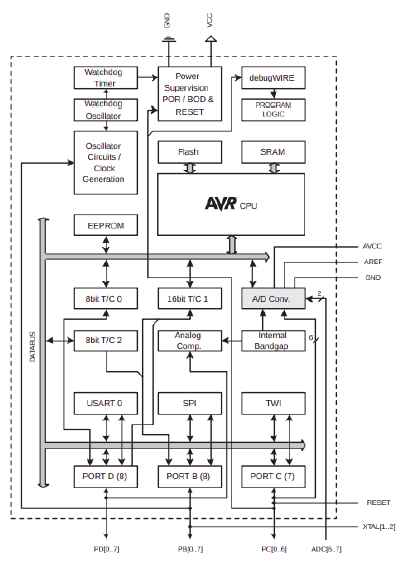 GND
VCC
Watchdog
Timer
Watchdog
Oscillator
Oscillator
Circuits /
Clock
Generation
Power
Supervision
POR / BOD &
RESET
debugWIRE
PROGRAM
LOGIC
Flash
SRAM
AVR CPU
EEPROM
AVCC
AREF
GND
8bit T/C 0
16bit T/C 1
A/D Conv.
2
DATABUS
8bit T/C 2
Analog
Comp.
Internal
Bandgap
6
USART 0
SPI
TWI
PORT D (8)
PORT B (8)
PORT C (7)
RESET
XTAL[1..2]
PD[0..7]
PB[0..7]
PC[0..6]
ADC[6..7]